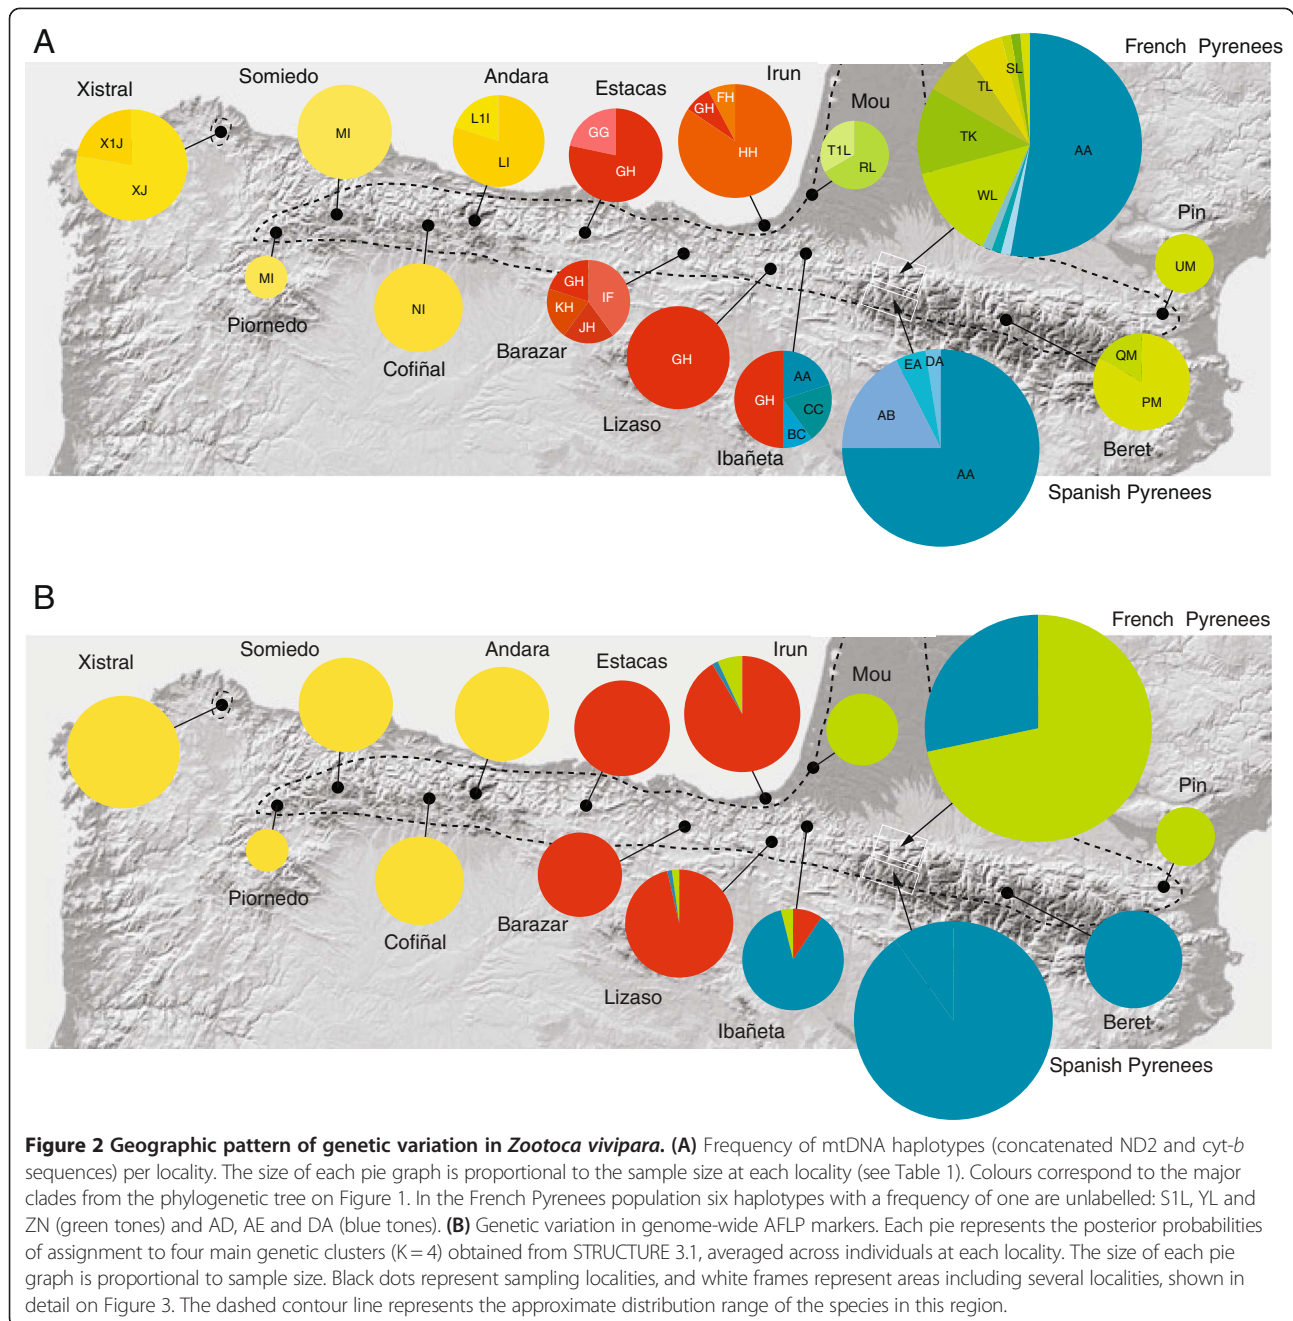 A
French Pyrenees
Xistral
Somiedo
Andara
Estacas
Irun
Mou
Pin
X1J
XJ
MI
L1I
LI
GG
GH
GH
FH
HH
T1L
RL
SL
TL
TK
WL
AA
UM
MI
Piornedo
NI
Cofiñal
GH
IF
KH
JH
Barazar
GH
Lizaso
GH
AA
CC
BC
Ibañeta
EA
DA
AB
AA
Spanish Pyrenees
QM
PM
Beret
B
French Pyrenees
Xistral
Somiedo
Andara
Estacas
Irun
Mou
Pin
Piornedo
Cofiñal
Barazar
Lizaso
Ibañeta
Beret
Spanish Pyrenees
Figure 2 Geographic pattern of genetic variation in Zootoca vivipara. (A) Frequency of mtDNA haplotypes (concatenated ND2 and cyt-b
sequences) per locality. The size of each pie graph is proportional to the sample size at each locality (see Table 1). Colours correspond to the major
clades from the phylogenetic tree on Figure 1. In the French Pyrenees population six haplotypes with a frequency of one are unlabelled: S1L, YL and
ZN (green tones) and AD, AE and DA (blue tones). (B) Genetic variation in genome-wide AFLP markers. Each pie represents the posterior probabilities
of assignment to four main genetic clusters (K = 4) obtained from STRUCTURE 3.1, averaged across individuals at each locality. The size of each pie
graph is proportional to sample size. Black dots represent sampling localities, and white frames represent areas including several localities, shown in
detail on Figure 3. The dashed contour line represents the approximate distribution range of the species in this region.